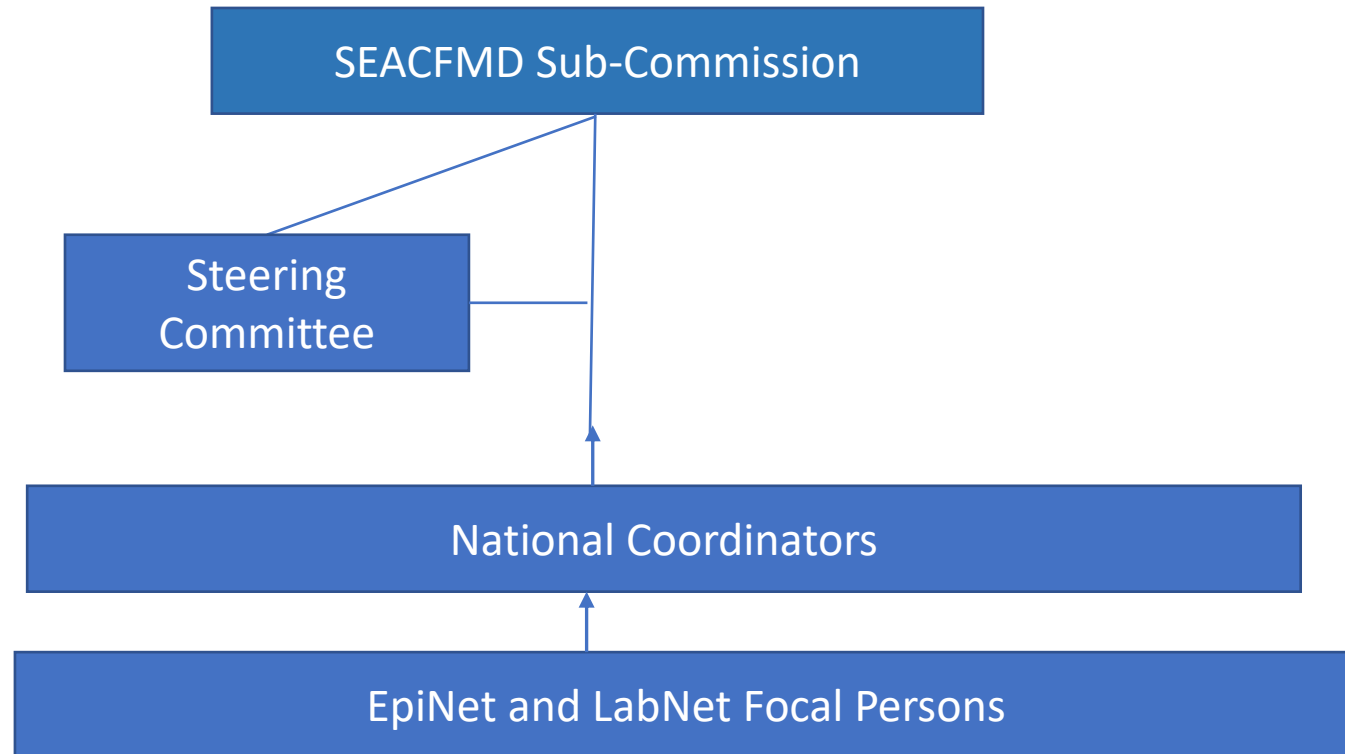 SEACFMD Sub-Commission
Steering
Committee
National Coordinators
EpiNet and LabNet Focal Persons